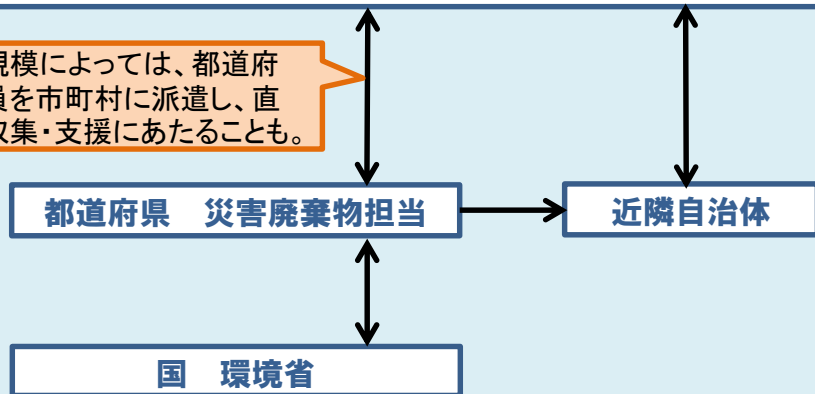 規模によっては、都道府
員を市町村に派遣し、直
収集・支援にあたることも。
都道府県 災害廃棄物担当
近隣自治体
国 環境省